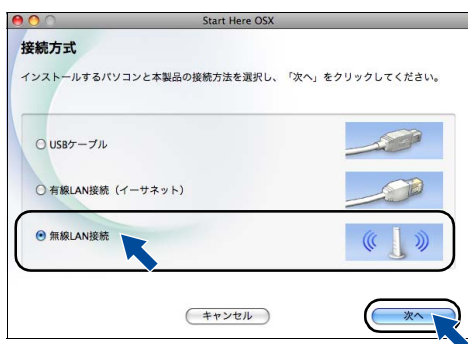 Start Here OSX
接続方式
インストールするパソコンと本製品の接続方法を選択し、「次へ」をクリックしてください。
USBケーブル
有線LAN接続（イーサネット）
無線LAN接続
キャンセル
次へ